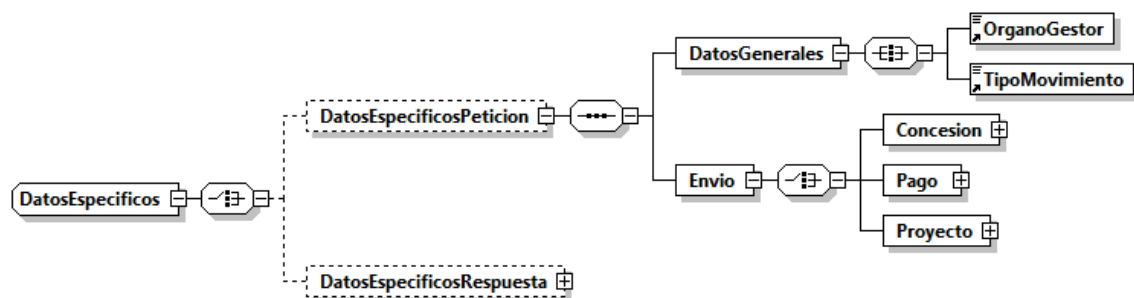 OrganoGestor
DatosGenerales
TipoMovimiento
DatosEspecificosPeticion
Concesion
Envio
Pago
DatosEspecificos
Proyecto
DatosEspecificosRespuesta